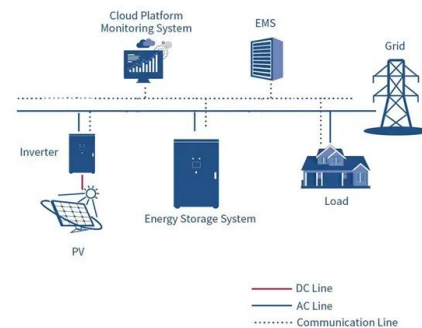 Cloud Platform
Monitoring System
EMS
Grid
Inverter
Energy Storage System
Load
PV
DC Line
AC Line
Communication Line